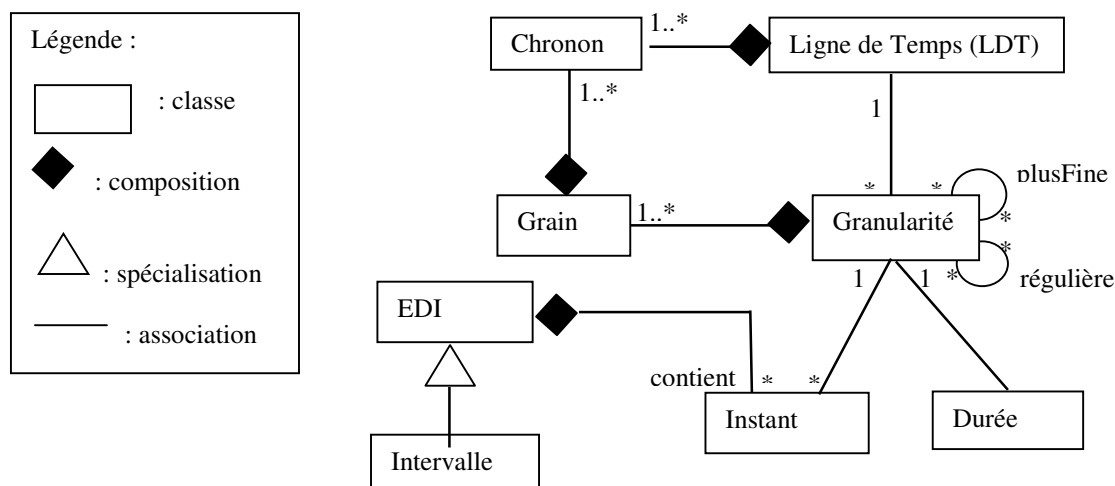 Légende :
: classe
: composition
: spécialisation
: association
Chronon
1..*
Ligne de Temps (LDT)
1..*
1
*
*
plusFine
Grain
1..*
Granularité
*
*
*
régulière
1
1
EDI
contient
*
*
Instant
Durée
Intervalle